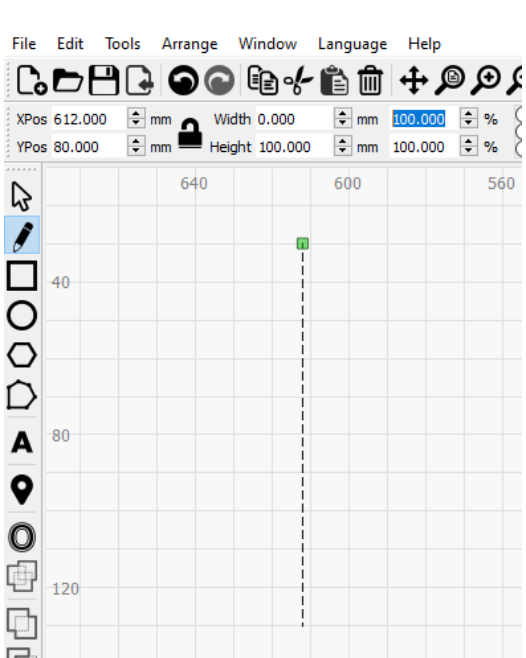 File Edit Tools Arrange Window Language Help
XPos 612.000 mm Width 0.000 mm 100.000 %
YPos 80.000 mm Height 100.000 mm 100.000 %
640 600 560
40
80
120